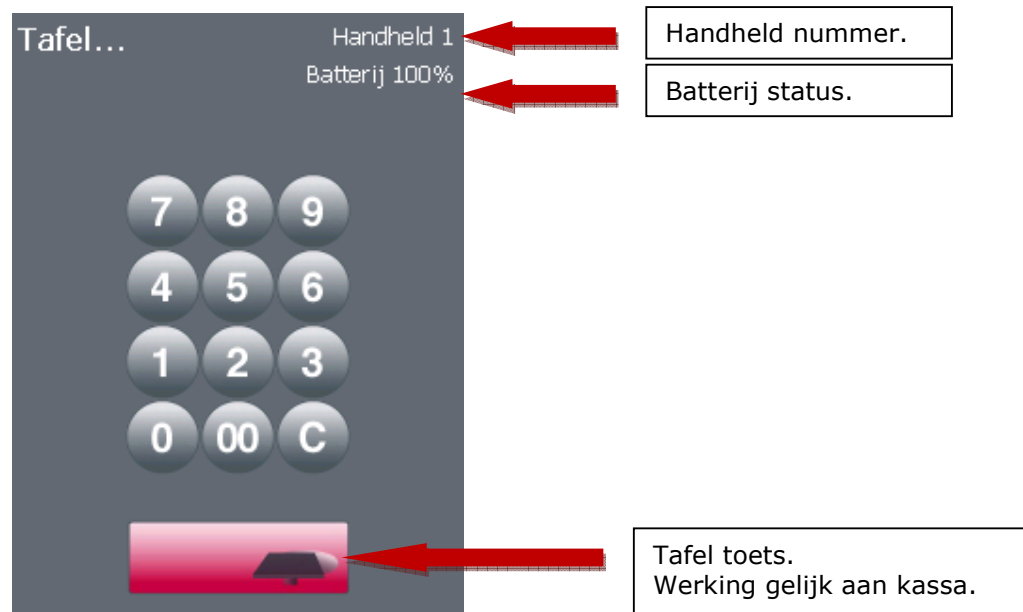 Tafel...
Handheld 1
Handheld nummer.
Batterij 100%
Batterij status.
7 8 9
4 5 6
1 2 3
0 00 C
Tafel toets.
Werking gelijk aan kassa.